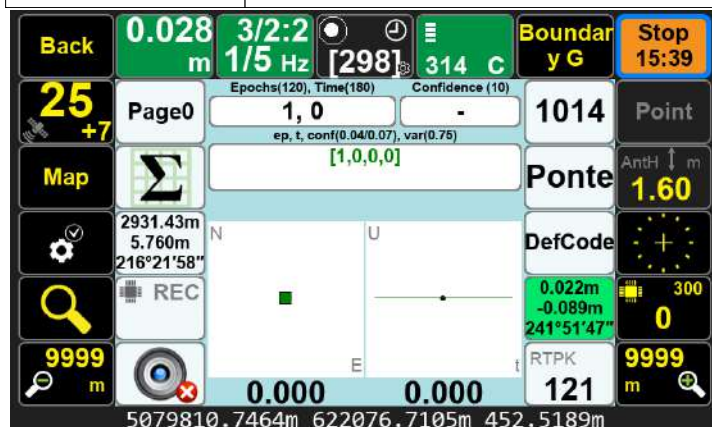 Back
0.028
m
3/2:2
1/5 Hz
[298]
314 C
Boundar
y G
Stop
15:39
25
+7
Page0
Epochs(120), Time(180)
1, 0
Confidence (10)
-
1014
Point
ep, t, conf(0.04/0.07), var(0.75)
[1,0,0,0]
Map
Σ
Ponte
AntH m
1.60
2931.43m
5.760m
216°21'58"
N
U
DefCode
REC
0.022m
-0.089m
241°51'47"
300
0
9999
m
E
t
0.000
0.000
RTPK
121
9999
m
5079810.7464m 622076.7105m 452.5189m